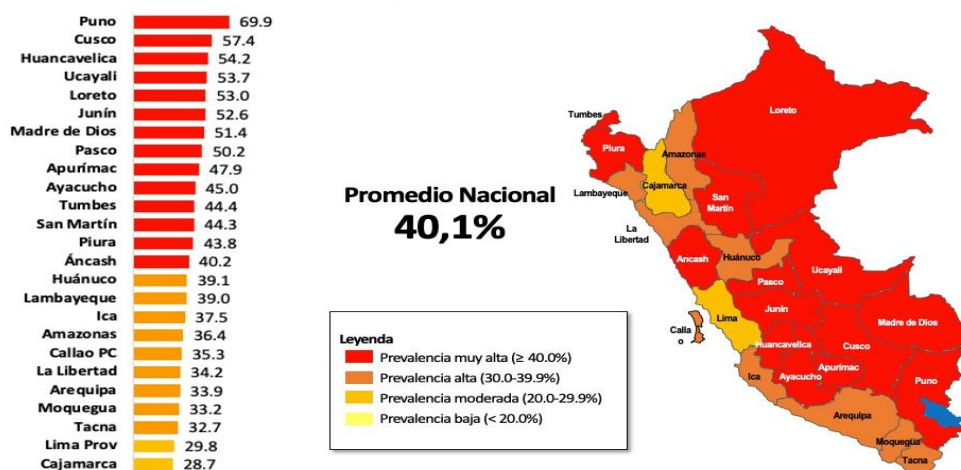 Puno 69.9
Cusco 57.4
Huancavelica 54.2
Ucayali 53.7
Loreto 53.0
Junín 52.6
Madre de Dios 51.4
Pasco 50.2
Apurímac 47.9
Ayacucho 45.0
Tumbes 44.4
San Martín 44.3
Piura 43.8
Áncash 40.2
Huánuco 39.1
Lambayeque 39.0
Ica 37.5
Amazonas 36.4
Callao PC 35.3
La Libertad 34.2
Arequipa 33.9
Moquegua 33.2
Tacna 32.7
Lima Prov 29.8
Cajamarca 28.7
Promedio Nacional
40,1%
Leyenda
Prevalencia muy alta (≥ 40.0%)
Prevalencia alta (30.0-39.9%)
Prevalencia moderada (20.0-29.9%)
Prevalencia baja (< 20.0%)
Tumbes
Loreto
Piura
Amazonas
Cajamarca
Lambayeque
San
Martín
La
Libertad
Ancash
Huánuco
Ucayali
Pasco
Lima
Junín
Madre de Dios
Calla
o
Huancavelica
Cusco
Ica
Ayacucho
Apurímac
Puno
Arequipa
Moquegua
Tacna